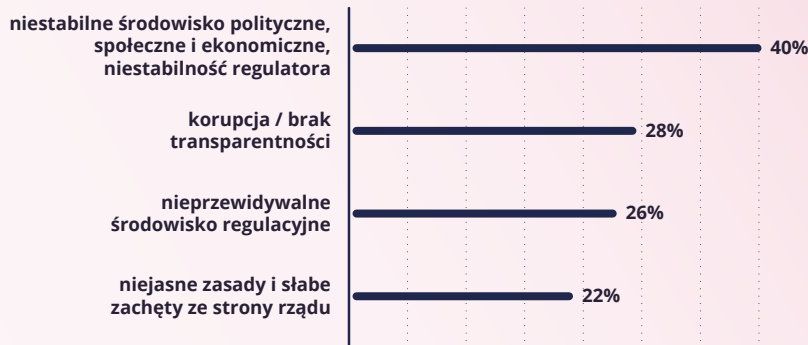 niestabilne środowisko polityczne,
społeczne i ekonomiczne,
niestabilność regulatora
40%
korupcja / brak
transparentności
28%
nieprzewidywalne
środowisko regulacyjne
26%
niejasne zasady i słabe
zachęty ze strony rządu
22%